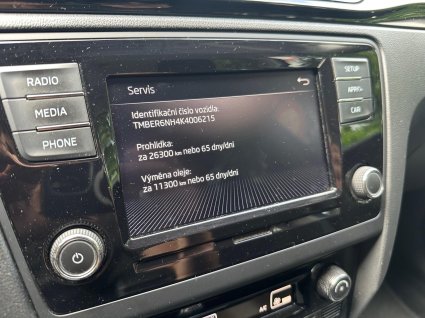 RADIO
MEDIA
PHONE
SETUP
APP
CAR
Servis
Identifikační číslo vozidla:
TMBER6NH4K4006215
Prohlídka:
za 26300 km nebo 65 dny/dní
Výměna oleje:
za 11300 km nebo 65 dny/dní
A/C